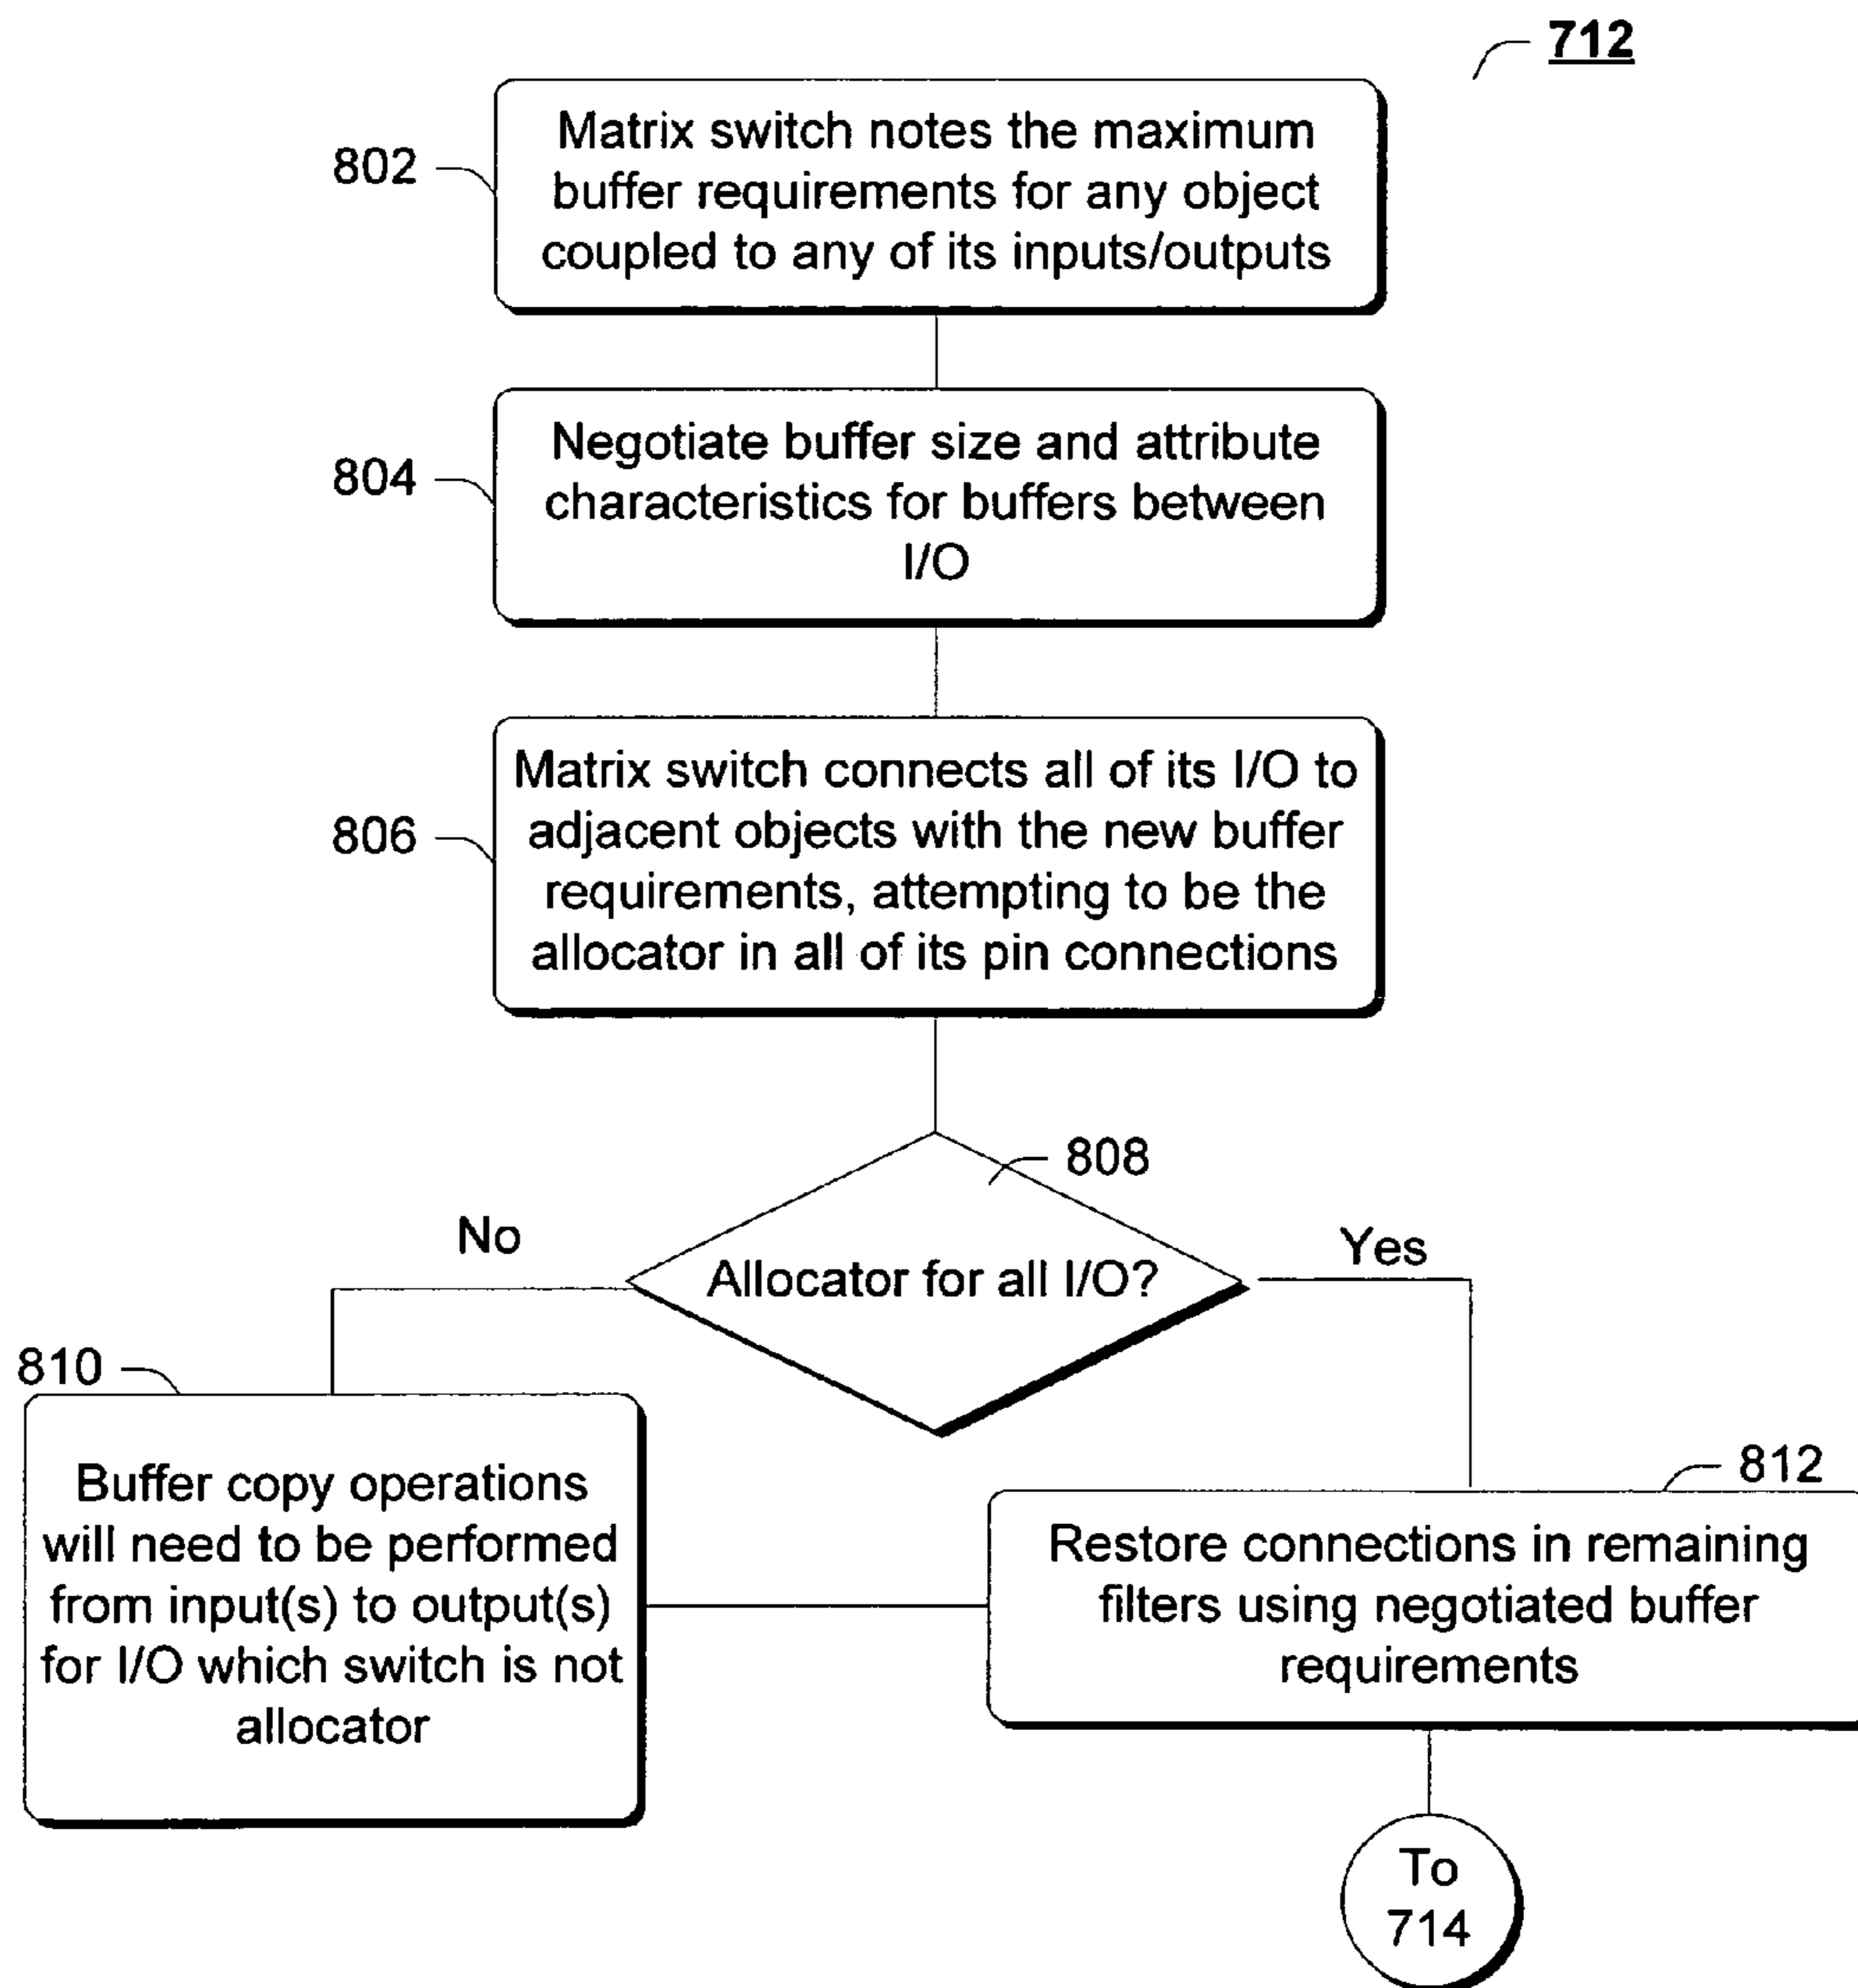 712
802
Matrix switch notes the maximum
buffer requirements for any object
coupled to any of its inputs/outputs
804
Negotiate buffer size and attribute
characteristics for buffers between
I/O
806
Matrix switch connects all of its I/O to
adjacent objects with the new buffer
requirements, attempting to be the
allocator in all of its pin connections
808
No
Allocator for all I/O?
Yes
810
Buffer copy operations
will need to be performed
from input(s) to output(s)
for I/O which switch is not
allocator
812
Restore connections in remaining
filters using negotiated buffer
requirements
To
714